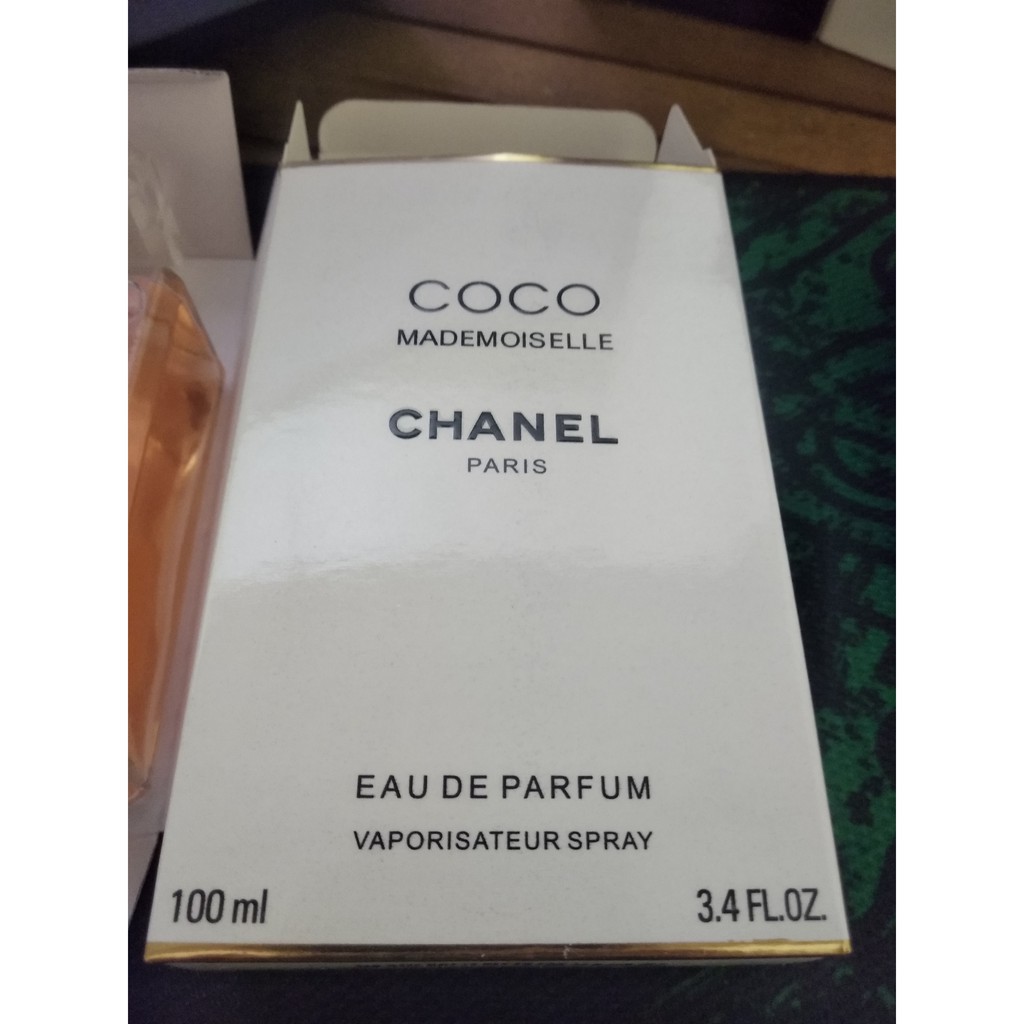 COCO
MADEMOISELLE
CHANEL
PARIS
EAU DE PARFUM
VAPORISATEUR SPRAY
100 ml 3.4 FL.OZ.